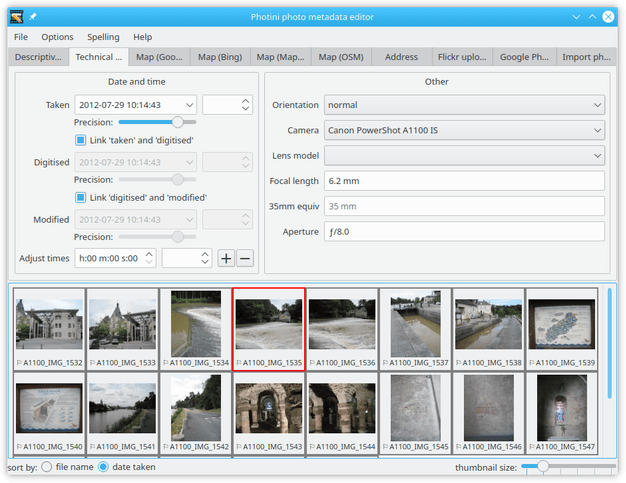 Photini photo metadata editor
File Options Spelling Help
Descriptiv... Technical ... Map (Goo... Map (Bing) Map (Map... Map (OSM) Address Flickr uplo... Google Ph... Import ph...
Date and time
Taken 2012-07-29 10:14:43
Precision:
Link 'taken' and 'digitised'
Digitised 2012-07-29 10:14:43
Precision:
Link 'digitised' and 'modified'
Modified 2012-07-29 10:14:43
Precision:
Adjust times h:00 m:00 s:00 + −
Other
Orientation normal
Camera Canon PowerShot A1100 IS
Lens model
Focal length 6.2 mm
35mm equiv 35 mm
Aperture ƒ/8.0
A1100_IMG_1532 A1100_IMG_1533 A1100_IMG_1534 A1100_IMG_1535 A1100_IMG_1536 A1100_IMG_1537 A1100_IMG_1538 A1100_IMG_1539
A1100_IMG_1540 A1100_IMG_1541 A1100_IMG_1542 A1100_IMG_1543 A1100_IMG_1544 A1100_IMG_1545 A1100_IMG_1546 A1100_IMG_1547
sort by: file name date taken thumbnail size: